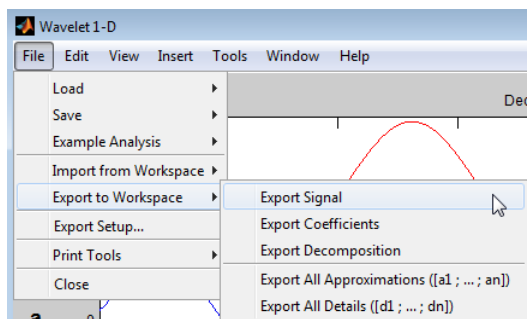 Wavelet 1-D
File Edit View Insert Tools Window Help
Load
Dec
Save
Example Analysis
Import from Workspace
Export to Workspace
Export Signal
Export Setup...
Export Coefficients
Print Tools
Export Decomposition
Close
Export All Approximations ([a1 ; ... ; an])
Export All Details ([d1 ; ... ; dn])